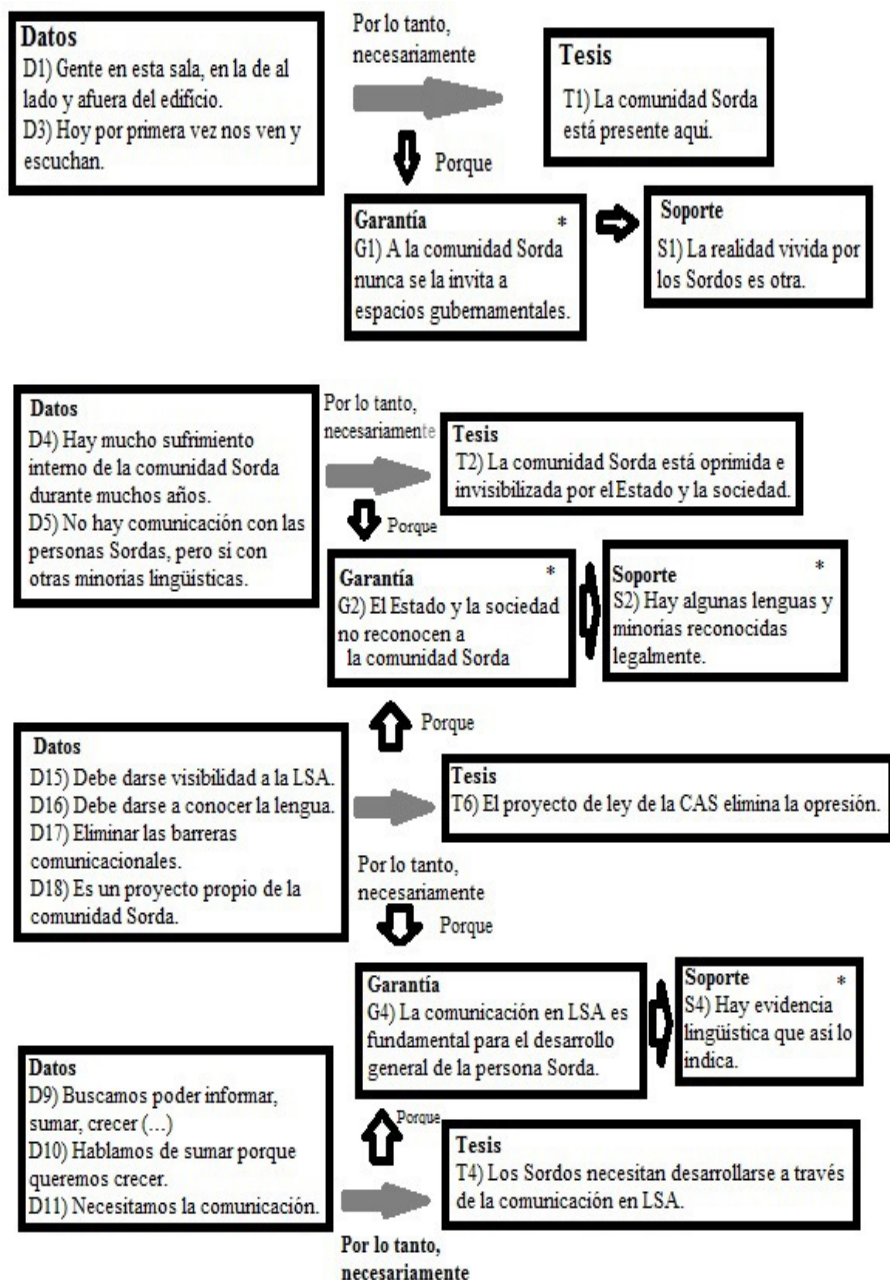 Datos
D1) Gente en esta sala, en la de al
lado y afuera del edificio.
D3) Hoy por primera vez nos ven y
escuchan.
Por lo tanto,
necesariamente
Tesis
T1) La comunidad Sorda
está presente aquí.
Porque
Garantía *
G1) A la comunidad Sorda
nunca se la invita a
espacios gubernamentales.
Soporte
S1) La realidad vivida por
los Sordos es otra.
Datos
D4) Hay mucho sufrimiento
interno de la comunidad Sorda
durante muchos años.
D5) No hay comunicación con las
personas Sordas, pero sí con
otras minorías lingüísticas.
Por lo tanto,
necesariamente
Tesis
T2) La comunidad Sorda está oprimida e
invisibilizada por el Estado y la sociedad.
Porque
Garantía *
G2) El Estado y la sociedad
no reconocen a
la comunidad Sorda
Soporte *
S2) Hay algunas lenguas y
minorías reconocidas
legalmente.
Porque
Datos
D15) Debe darse visibilidad a la LSA.
D16) Debe darse a conocer la lengua.
D17) Eliminar las barreras
comunicacionales.
D18) Es un proyecto propio de la
comunidad Sorda.
Tesis
T6) El proyecto de ley de la CAS elimina la opresión.
Por lo tanto,
necesariamente
Porque
Garantía
G4) La comunicación en LSA es
fundamental para el desarrollo
general de la persona Sorda.
Soporte *
S4) Hay evidencia
lingüística que así lo
indica.
Datos
D9) Buscamos poder informar,
sumar, crecer (…)
D10) Hablamos de sumar porque
queremos crecer.
D11) Necesitamos la comunicación.
Porque
Tesis
T4) Los Sordos necesitan desarrollarse a través
de la comunicación en LSA.
Por lo tanto,
necesariamente